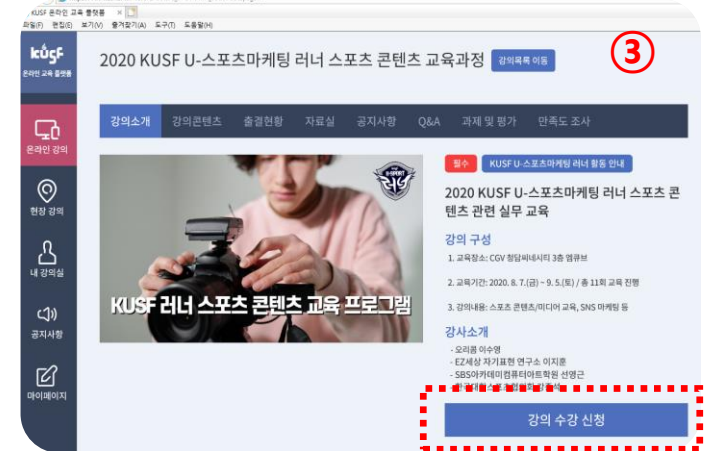 KUSF 온라인 교육 플랫폼
파일(F) 편집(E) 보기(V) 즐겨찾기(A) 도구(T) 도움말(H)
kusf
온라인 교육 플랫폼
2020 KUSF U-스포츠마케팅 러너 스포츠 콘텐츠 교육과정 강의목록 이동
③
강의소개 강의콘텐츠 출결현황 자료실 공지사항 Q&A 과제 및 평가 만족도 조사
온라인 강의
현장 강의
내 강의실
공지사항
마이페이지
U-SPORT
러너
KUSF 러너 스포츠 콘텐츠 교육 프로그램
필수 KUSF U-스포츠마케팅 러너 활동 안내
2020 KUSF U-스포츠마케팅 러너 스포츠 콘
텐츠 관련 실무 교육
강의 구성
1. 교육장소: CGV 청담씨네시티 3층 엠큐브
2. 교육기간: 2020. 8. 7.(금) ~ 9. 5.(토) / 총 11회 교육 진행
3. 강의내용: 스포츠 콘텐츠/미디어 교육, SNS 마케팅 등
강사소개
- 오리콤 이수영
- EZ세상 자기표현 연구소 이지훈
- SBS아카데미컴퓨터아트학원 선영근
강의 수강 신청